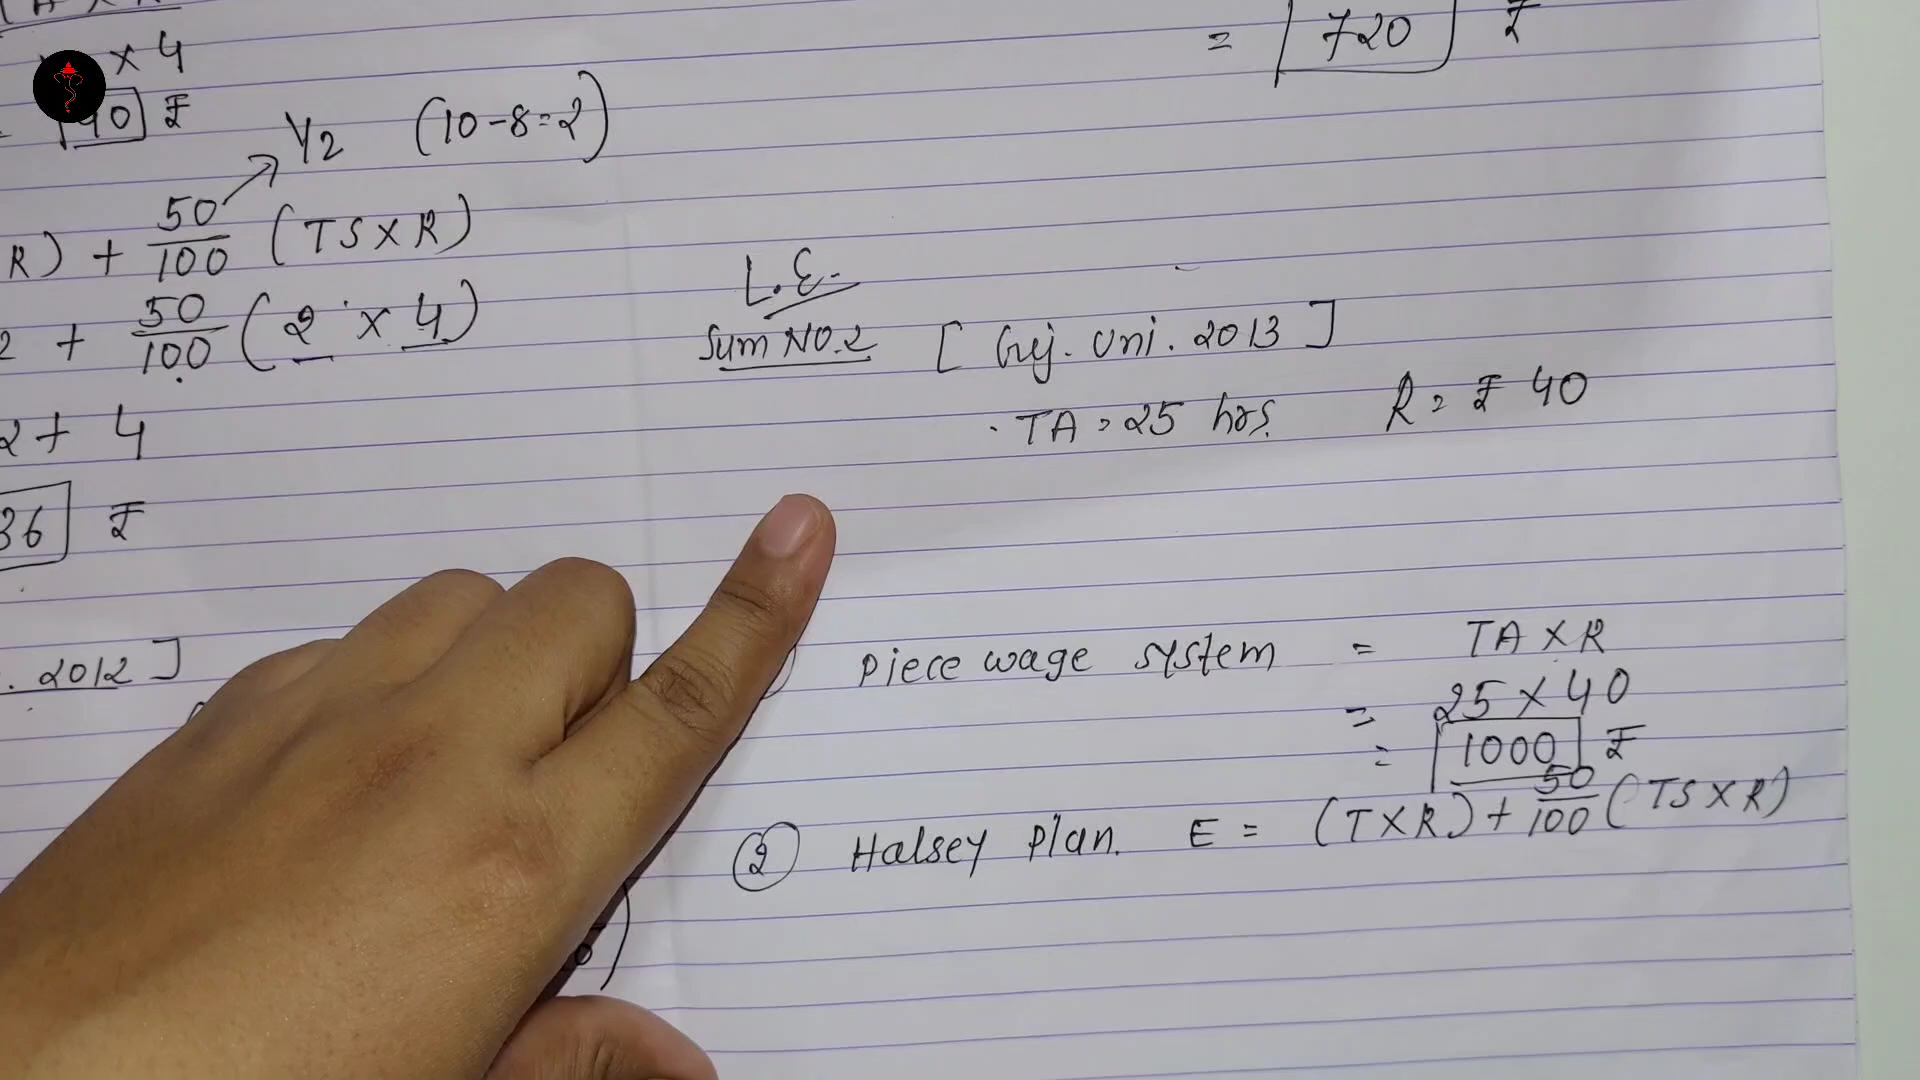 x 4
40 ₹
1/2 (10-8=2)
R) + 50/100 (TS X R)
2 + 50/100 (2 x 4)
2 + 4
36 ₹
. 2012]
= 720 ₹
L.E.
Sum NO.2 [Guj. Uni. 2013]
TA = 25 hrs. R = ₹ 40
Piece wage system = TA X R
= 25 X 40
= 1000 ₹
② Halsey Plan. E = (T X R) + 50/100 (TS X R)